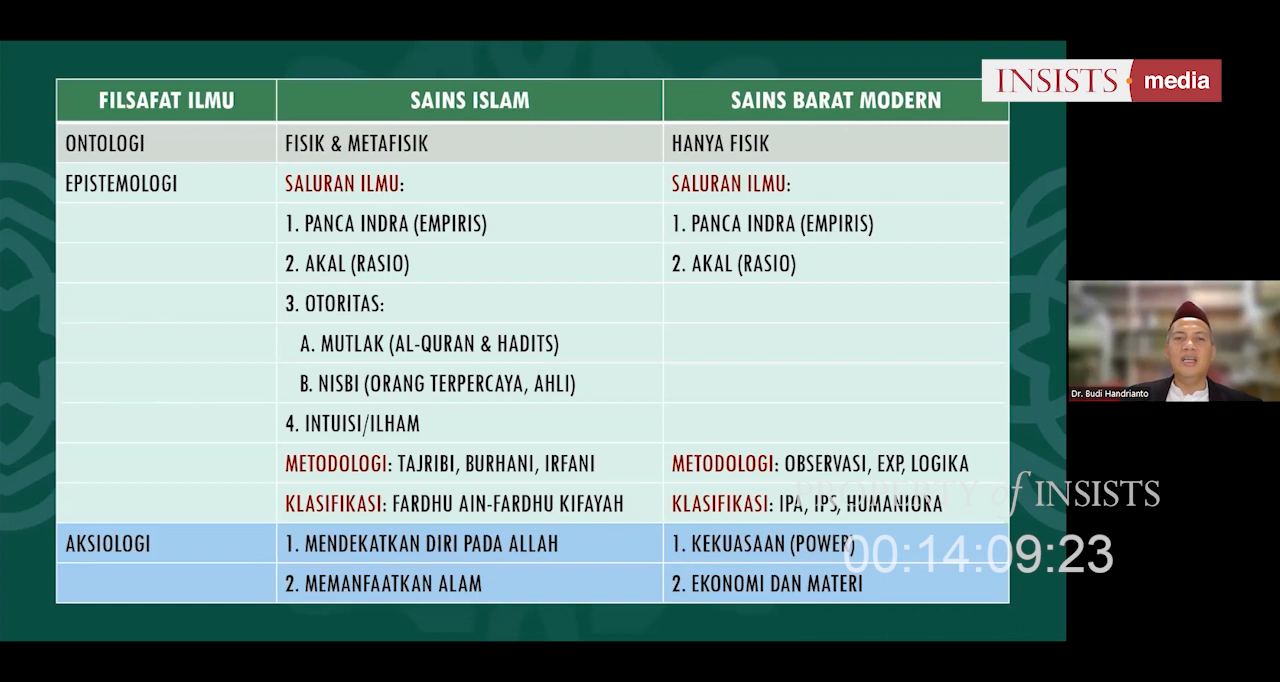 INSISTS media
FILSAFAT ILMU SAINS ISLAM SAINS BARAT MODERN
ONTOLOGI FISIK & METAFISIK HANYA FISIK
EPISTEMOLOGI SALURAN ILMU: SALURAN ILMU:
1. PANCA INDRA (EMPIRIS) 1. PANCA INDRA (EMPIRIS)
2. AKAL (RASIO) 2. AKAL (RASIO)
3. OTORITAS:
A. MUTLAK (AL-QURAN & HADITS)
B. NISBI (ORANG TERPERCAYA, AHLI)
Dr. Budi Handrianto
4. INTUISI/ILHAM
METODOLOGI: TAJRIBI, BURHANI, IRFANI METODOLOGI: OBSERVASI, EXP, LOGIKA
PROPERTY of INSISTS
KLASIFIKASI: FARDHU AIN-FARDHU KIFAYAH KLASIFIKASI: IPA, IPS, HUMANIORA
AKSIOLOGI 1. MENDEKATKAN DIRI PADA ALLAH 1. KEKUASAAN (POWER)
00:14:09:23
2. MEMANFAATKAN ALAM 2. EKONOMI DAN MATERI